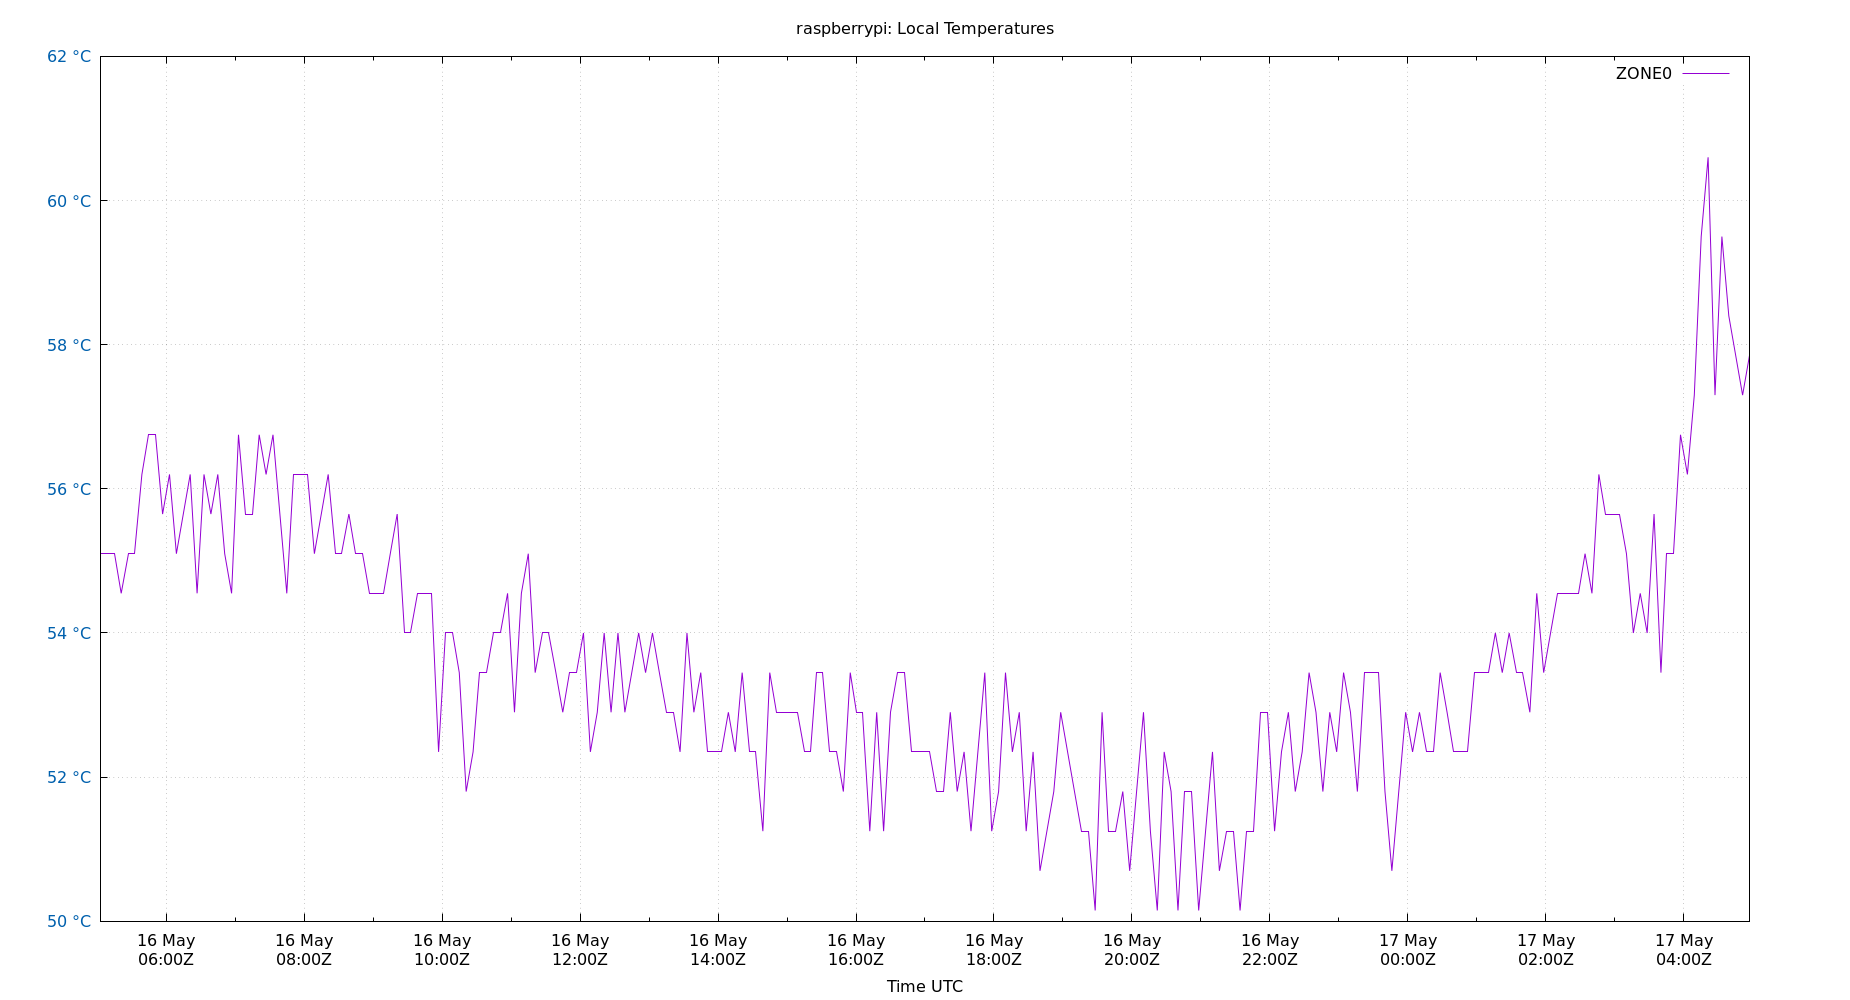 raspberrypi: Local Temperatures
62 °C
ZONE0
60 °C
58 °C
56 °C
54 °C
52 °C
50 °C
16 May 16 May 16 May 16 May 16 May 16 May 16 May 16 May 16 May 17 May 17 May 17 May
06:00Z 08:00Z 10:00Z 12:00Z 14:00Z 16:00Z 18:00Z 20:00Z 22:00Z 00:00Z 02:00Z 04:00Z
Time UTC